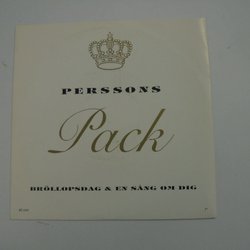 PERSSONS
Pack
BRÖLLOPSDAG & EN SÅNG OM DIG